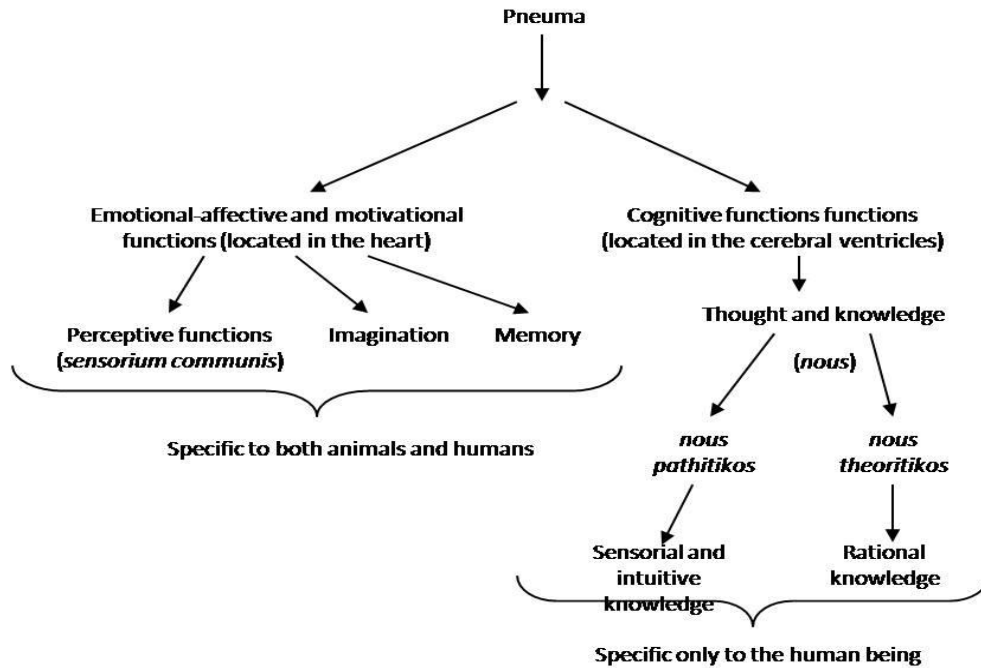 Pneuma
Emotional-affective and motivational
functions (located in the heart)
Cognitive functions functions
(located in the cerebral ventricles)
Perceptive functions
(sensorium communis)
Imagination
Memory
Specific to both animals and humans
Thought and knowledge
(nous)
nous
pathitikos
nous
theoritikos
Sensorial and
intuitive
knowledge
Rational
knowledge
Specific only to the human being